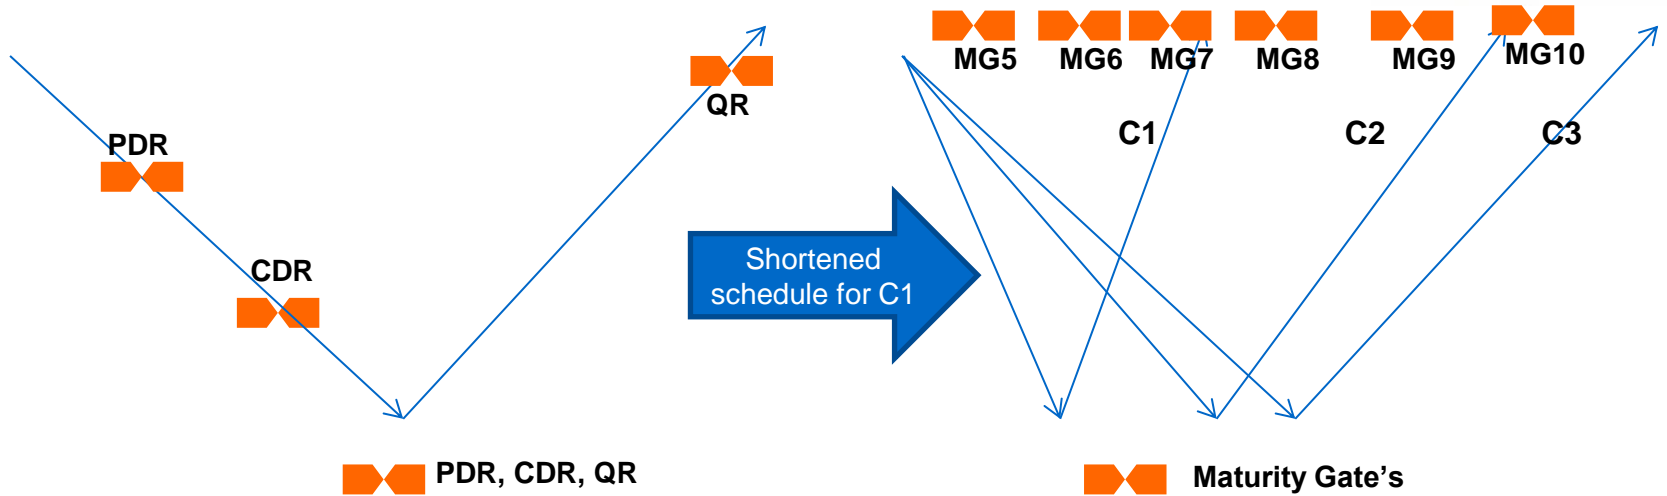 PDR
CDR
QR
PDR, CDR, QR
Shortened
schedule for C1
MG5
MG6
MG7
MG8
MG9
MG10
C1
C2
C3
Maturity Gate's